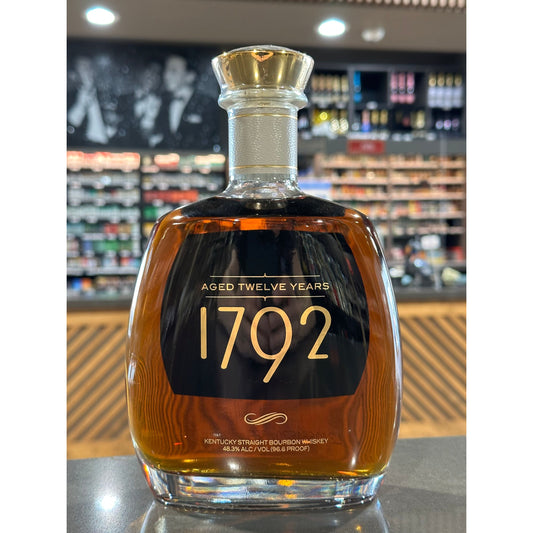 AGED TWELVE YEARS
1792
KENTUCKY STRAIGHT BOURBON WHISKEY
48.3% ALC / VOL (96.6 PROOF)